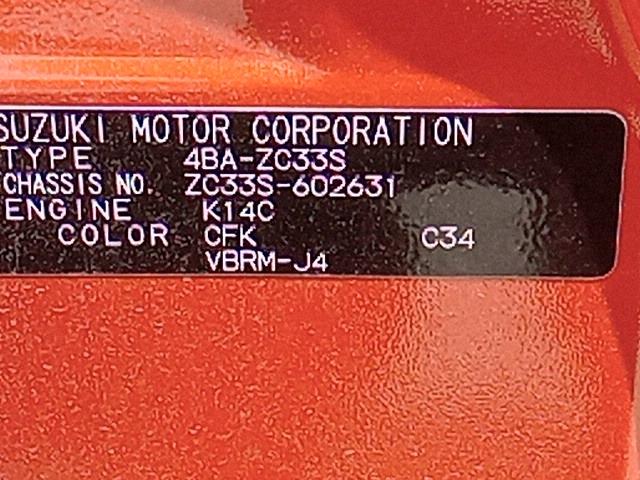 SUZUKI MOTOR CORPORATION
TYPE 4BA-ZC33S
CHASSIS NO. ZC33S-602631
ENGINE K14C
COLOR CFK C34
VBRM-J4